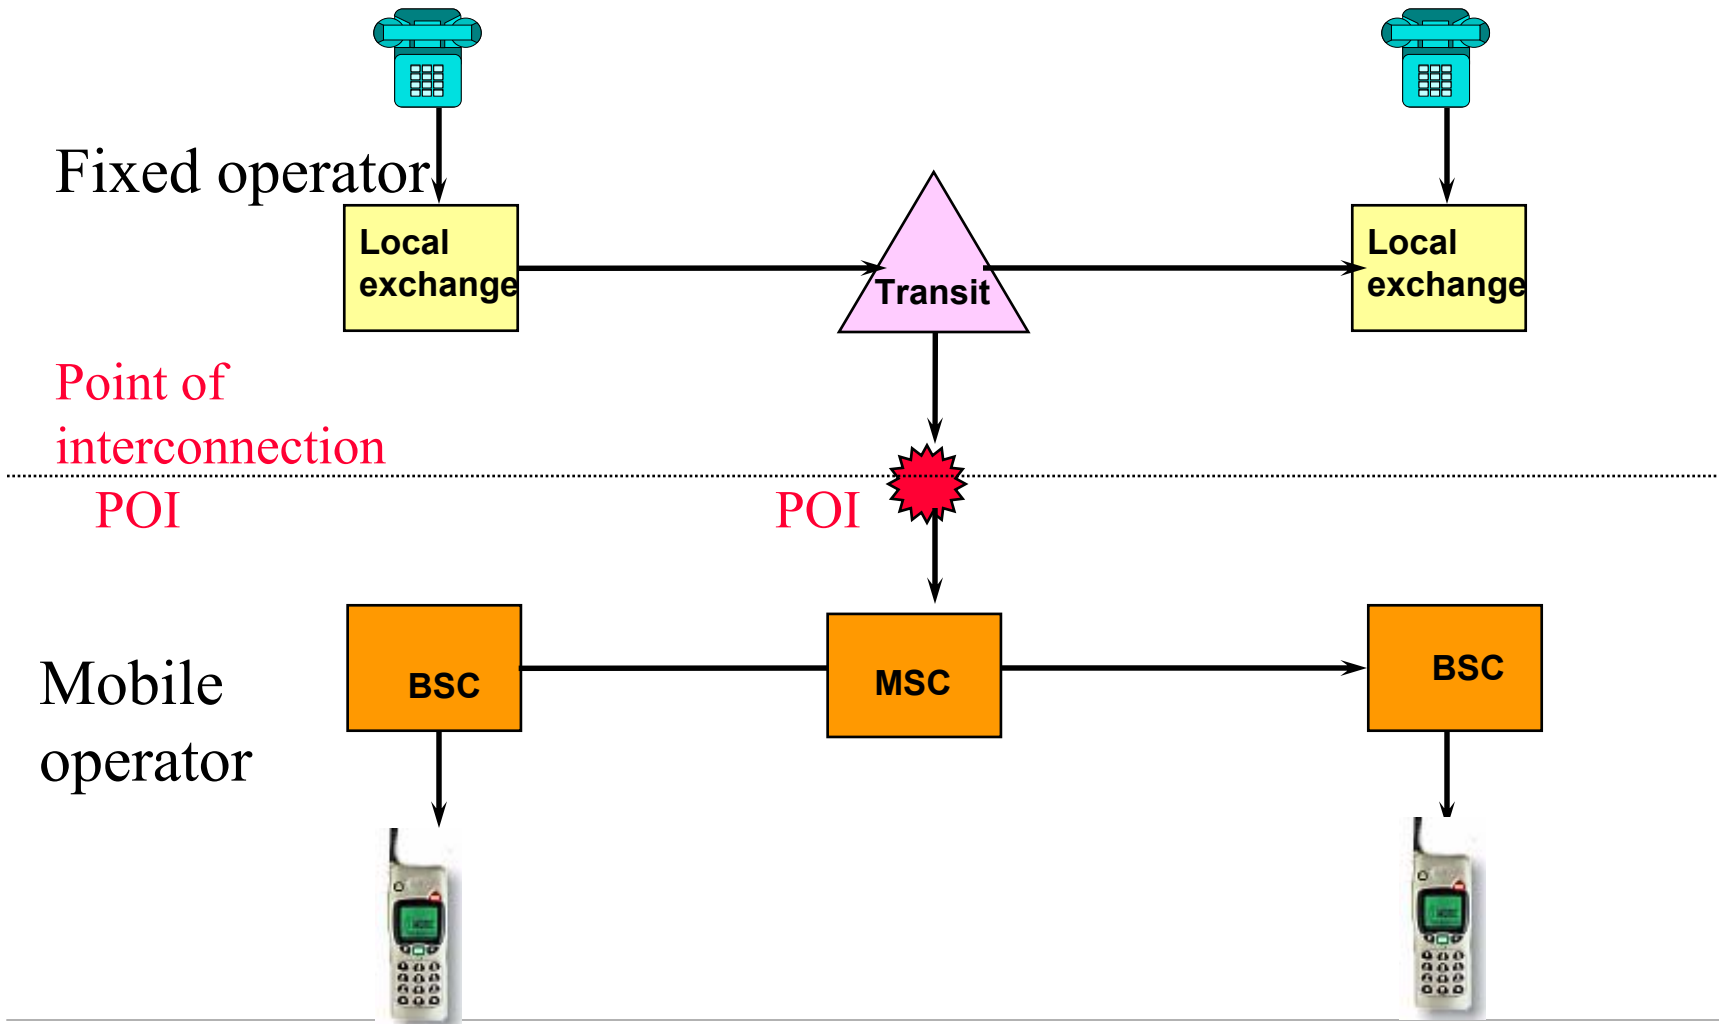 Fixed operator
Local
exchange
Transit
Local
exchange
Point of
interconnection
POI
POI
BSC
MSC
BSC
Mobile
operator